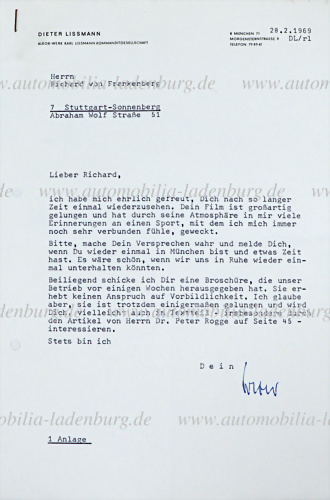 DIETER LISSMANN
ALBOR-WERK KARL LISSMANN KOMMANDITGESELLSCHAFT
8 MÜNCHEN 71
TELEFON 79 89 41
28.2.1969
DL/rl
Herrn
Richard von Frankenberg
7 Stuttgart-Sonnenberg
Abraham Wolf Straße 51
www.automobilia-ladenburg.de
Lieber Richard,
ich habe mich ehrlich gefreut, Dich nach so langer
Zeit einmal wiederzusehen. Dein Film ist großartig
gelungen und hat durch seine Atmosphäre in mir viele
Erinnerungen an einen Sport, mit dem ich mich immer
noch sehr verbunden fühle, geweckt.
Bitte, mache Dein Versprechen wahr und melde Dich,
wenn Du wieder einmal in München bist und etwas Zeit
hast. Es wäre schön, wenn wir uns in Ruhe wieder ein-
mal unterhalten könnten.
Beiliegend schicke ich Dir eine Broschüre, die unser
Betrieb vor einigen Wochen herausgegeben hat. Sie er-
hebt keinen Anspruch auf Vorbildlichkeit. Ich glaube
aber, sie ist trotzdem einigermaßen gelungen und wird
Dich, vielleicht auch im Textteil - insbesondere durch
den Artikel von Herrn Dr. Peter Rogge auf Seite 45 -
interessieren.
Stets bin ich
Dein
www.automobilia-ladenburg.de
1 Anlage